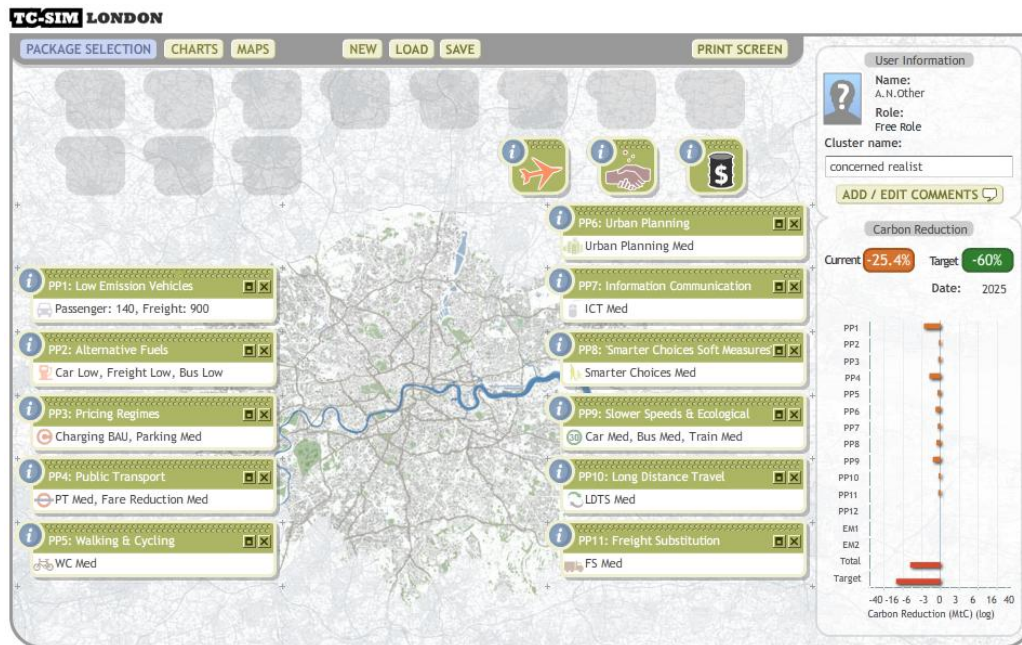 TC-SIM LONDON
PACKAGE SELECTION CHARTS MAPS NEW LOAD SAVE PRINT SCREEN
User Information
Name:
A.N.Other
Role:
Free Role
Cluster name:
concerned realist
ADD / EDIT COMMENTS
Carbon Reduction
Current -25.4% Target -60%
Date: 2025
PP1: Low Emission Vehicles
Passenger: 140, Freight: 900
PP2: Alternative Fuels
Car Low, Freight Low, Bus Low
PP3: Pricing Regimes
Charging BAU, Parking Med
PP4: Public Transport
PT Med, Fare Reduction Med
PP5: Walking & Cycling
WC Med
PP6: Urban Planning
Urban Planning Med
PP7: Information Communication
ICT Med
PP8: 'Smarter Choices Soft Measures'
Smarter Choices Med
PP9: Slower Speeds & Ecological
Car Med, Bus Med, Train Med
PP10: Long Distance Travel
LDTS Med
PP11: Freight Substitution
FS Med
PP1
PP2
PP3
PP4
PP5
PP6
PP7
PP8
PP9
PP10
PP11
PP12
EM1
EM2
Total
Target
-40 -16 -6 -3 0 3 6 16 40
Carbon Reduction (MtC) (log)